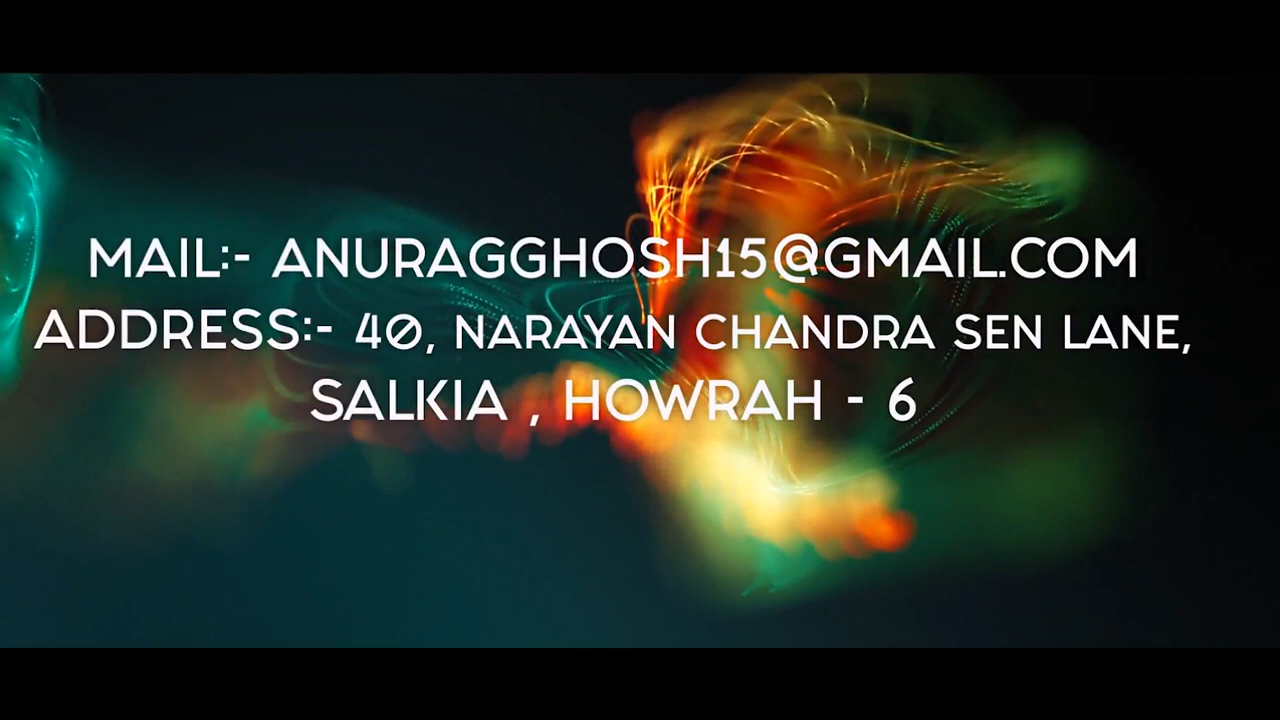 MAIL:- ANURAGGHOSH15@GMAIL.COM
ADDRESS:- 40, NARAYAN CHANDRA SEN LANE,
SALKIA , HOWRAH - 6